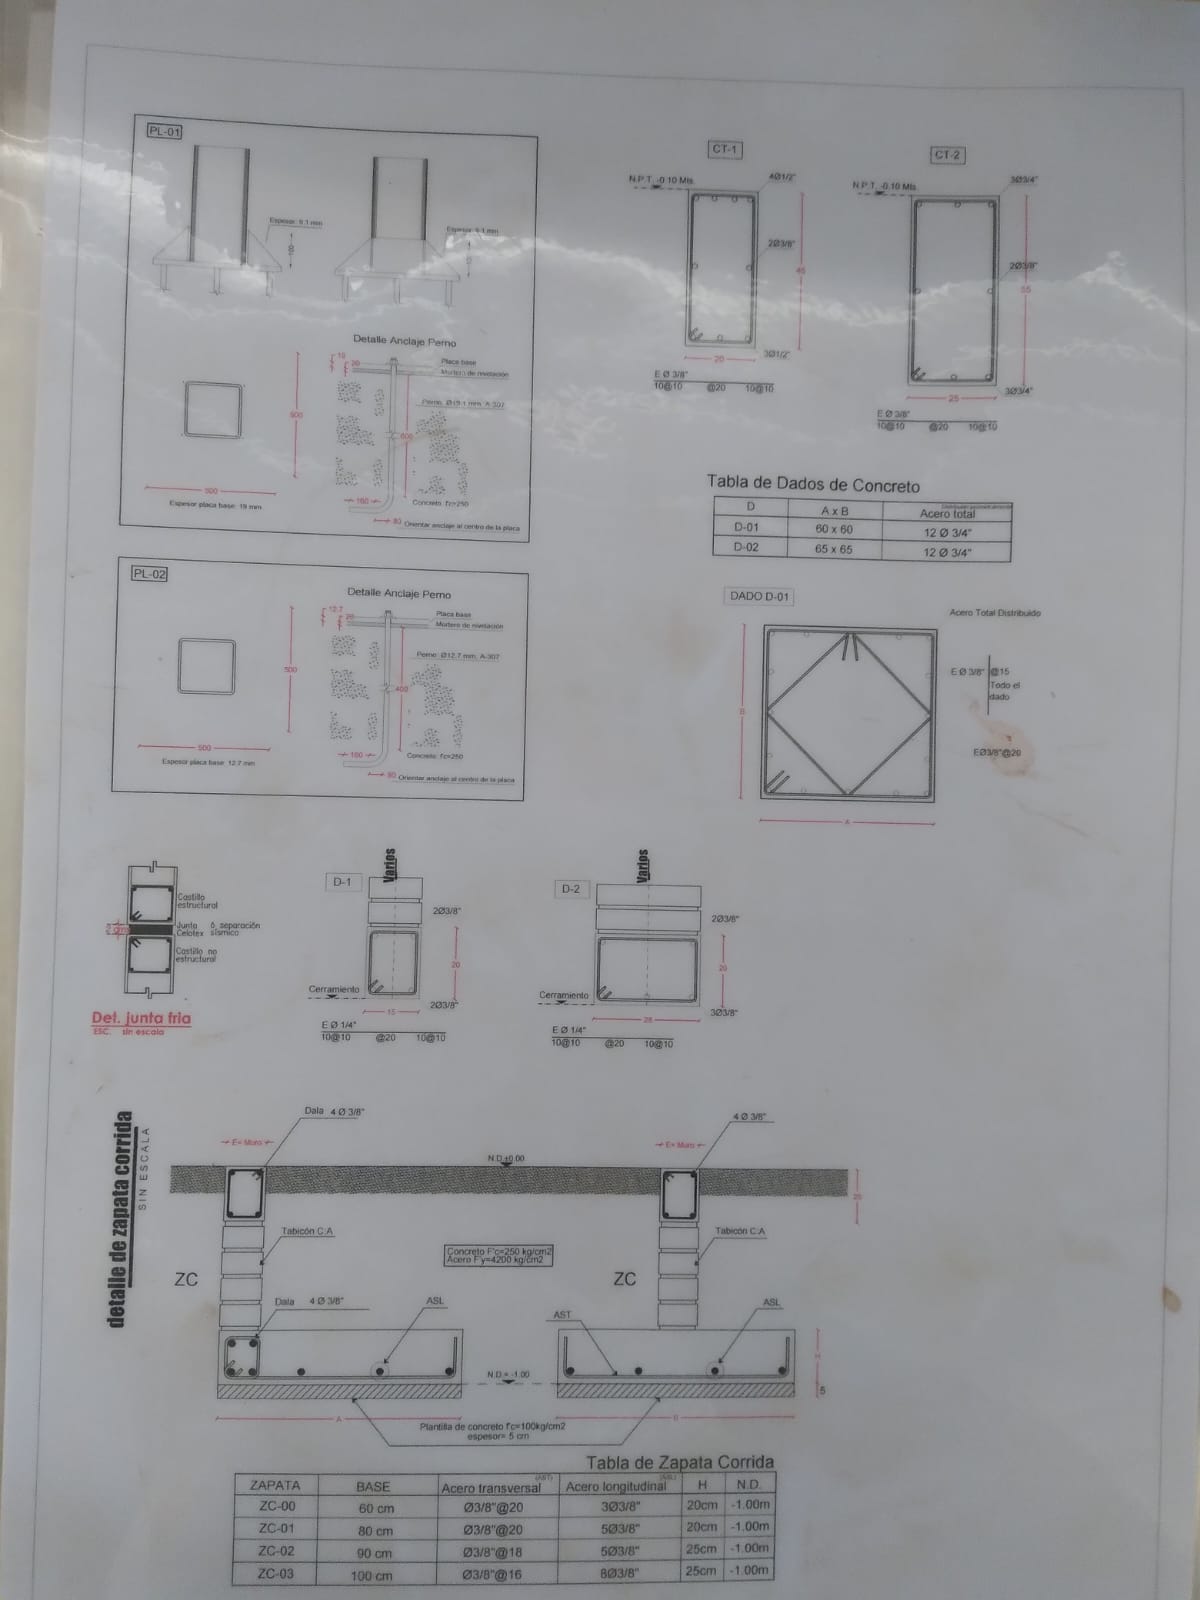 PL-01
Espesor: 9.1 mm
100
Espesor: 9.1 mm
Detalle Anclaje Perno
19
20
Placa base
Mortero de nivelación
Perno: Ø19.1 mm. A-307
500
600
500
Espesor placa base: 19 mm
160
Concreto: f'c=250
80
Orientar anclaje al centro de la placa
CT-1
N.P.T. -0.10 Mts.
4Ø1/2"
2Ø3/8"
45
20
3Ø1/2"
E Ø 3/8"
10@10 @20 10@10
CT-2
N.P.T. -0.10 Mts.
3Ø3/4"
2Ø3/8"
55
25
3Ø3/4"
E Ø 3/8"
10@10 @20 10@10
Tabla de Dados de Concreto
D A x B Acero total
D-01 60 x 60 12 Ø 3/4"
D-02 65 x 65 12 Ø 3/4"
PL-02
Detalle Anclaje Perno
12.7
20
Placa base
Mortero de nivelación
Perno: Ø12.7 mm. A-307
500
400
500
Espesor placa base: 12.7 mm
160
Concreto: f'c=250
80
Orientar anclaje al centro de la placa
DADO D-01
Acero Total Distribuido
B
E Ø 3/8" @15
Todo el
dado
EØ3/8"@20
A
Castillo
estructural
Junta ó separación
Celotex sísmico
Castillo no
estructural
Det. junta fria
ESC. sin escala
D-1
Varios
2Ø3/8"
20
Cerramiento
2Ø3/8"
15
E Ø 1/4"
10@10 @20 10@10
D-2
Varios
2Ø3/8"
20
Cerramiento
3Ø3/8"
28
E Ø 1/4"
10@10 @20 10@10
detalle de zapata corrida
SIN ESCALA
Dala 4 Ø 3/8"
4 Ø 3/8"
E= Muro
E= Muro
N.D.±0.00
Tabicón C:A
Tabicón C:A
Concreto F'c=250 kg/cm2
Acero F'y=4200 kg/cm2
ZC
ZC
Dala 4 Ø 3/8"
ASL
AST
ASL
N.D.= -1.00
H
5
A
B
Plantilla de concreto f'c=100kg/cm2
espesor= 5 cm
Tabla de Zapata Corrida
ZAPATA BASE Acero transversal (AST) Acero longitudinal (ASL) H N.D.
ZC-00 60 cm Ø3/8"@20 3Ø3/8" 20cm -1.00m
ZC-01 80 cm Ø3/8"@20 5Ø3/8" 20cm -1.00m
ZC-02 90 cm Ø3/8"@18 5Ø3/8" 25cm -1.00m
ZC-03 100 cm Ø3/8"@16 8Ø3/8" 25cm -1.00m